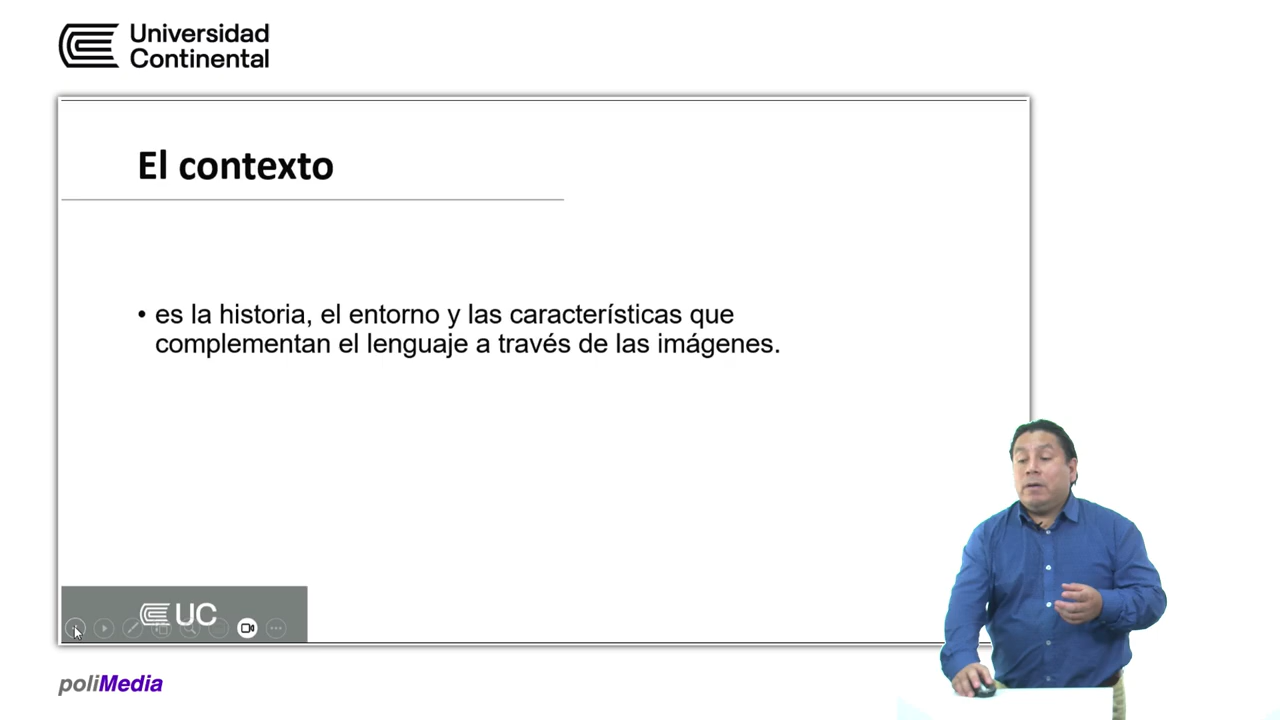 Universidad
Continental
El contexto
• es la historia, el entorno y las características que
complementan el lenguaje a través de las imágenes.
UC
poliMedia